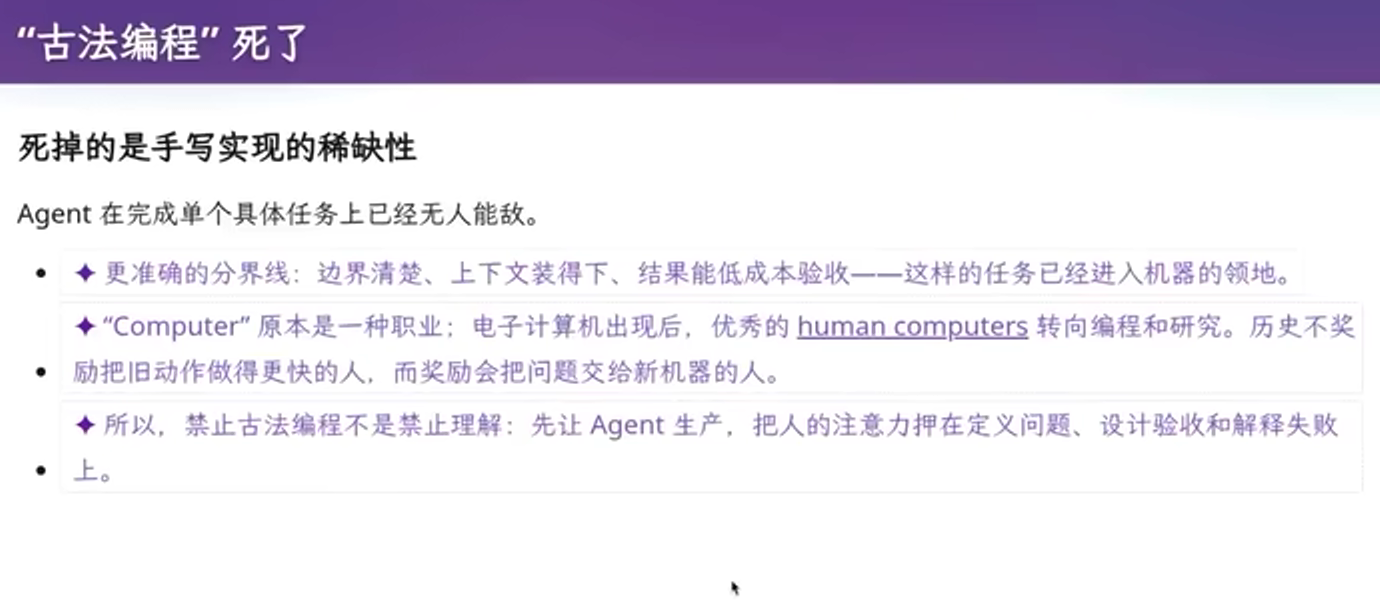 “古法编程” 死了
死掉的是手写实现的稀缺性
Agent 在完成单个具体任务上已经无人能敌。
✦ 更准确的分界线：边界清楚、上下文装得下、结果能低成本验收——这样的任务已经进入机器的领地。
✦ “Computer” 原本是一种职业；电子计算机出现后，优秀的 human computers 转向编程和研究。历史不奖
励把旧动作做得更快的人，而奖励会把问题交给新机器的人。
✦ 所以，禁止古法编程不是禁止理解：先让 Agent 生产，把人的注意力押在定义问题、设计验收和解释失败
上。